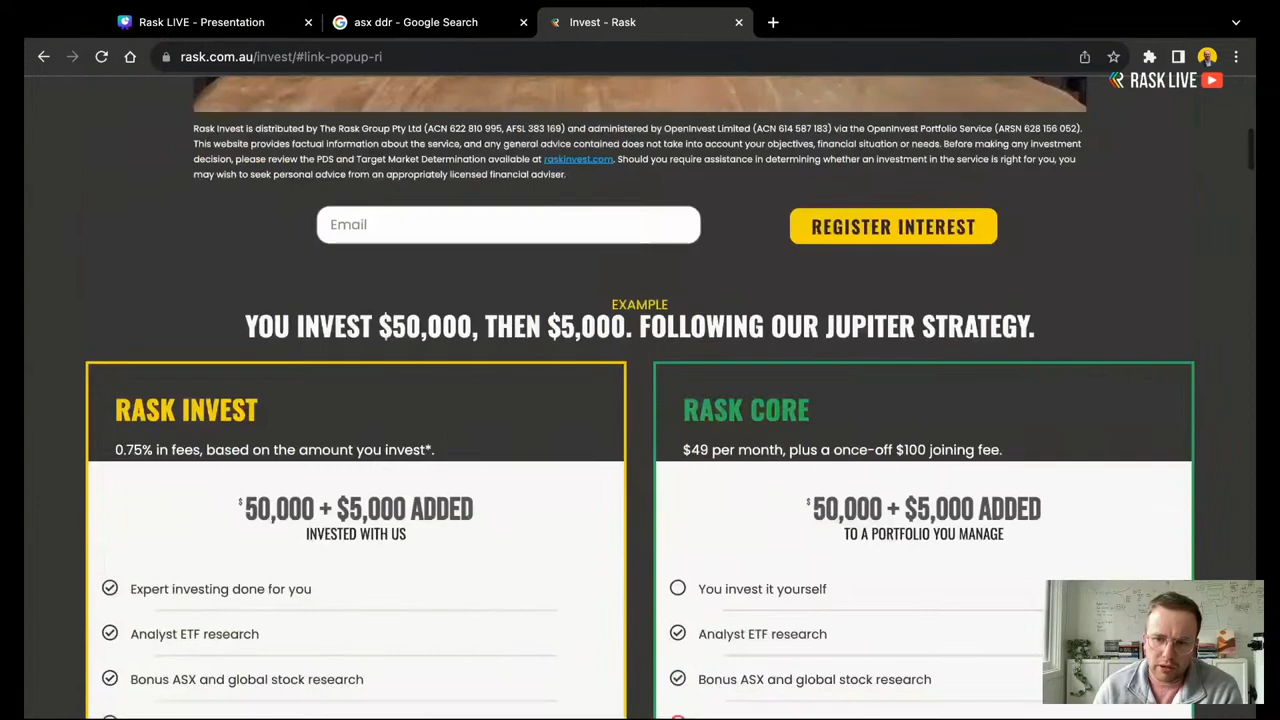 Rask LIVE - Presentation
asx ddr - Google Search
Invest - Rask
rask.com.au/invest/#link-popup-ri
RASK LIVE
Rask Invest is distributed by The Rask Group Pty Ltd (ACN 622 810 995, AFSL 383 169) and administered by OpenInvest Limited (ACN 614 587 183) via the OpenInvest Portfolio Service (ARSN 628 156 052).
This website provides factual information about the service, and any general advice contained does not take into account your objectives, financial situation or needs. Before making any investment
decision, please review the PDS and Target Market Determination available at raskinvest.com. Should you require assistance in determining whether an investment in the service is right for you, you
may wish to seek personal advice from an appropriately licensed financial adviser.
Email
REGISTER INTEREST
EXAMPLE
YOU INVEST $50,000, THEN $5,000. FOLLOWING OUR JUPITER STRATEGY.
RASK INVEST
0.75% in fees, based on the amount you invest*.
$50,000 + $5,000 ADDED
INVESTED WITH US
Expert investing done for you
Analyst ETF research
Bonus ASX and global stock research
RASK CORE
$49 per month, plus a once-off $100 joining fee.
$50,000 + $5,000 ADDED
TO A PORTFOLIO YOU MANAGE
You invest it yourself
Analyst ETF research
Bonus ASX and global stock research